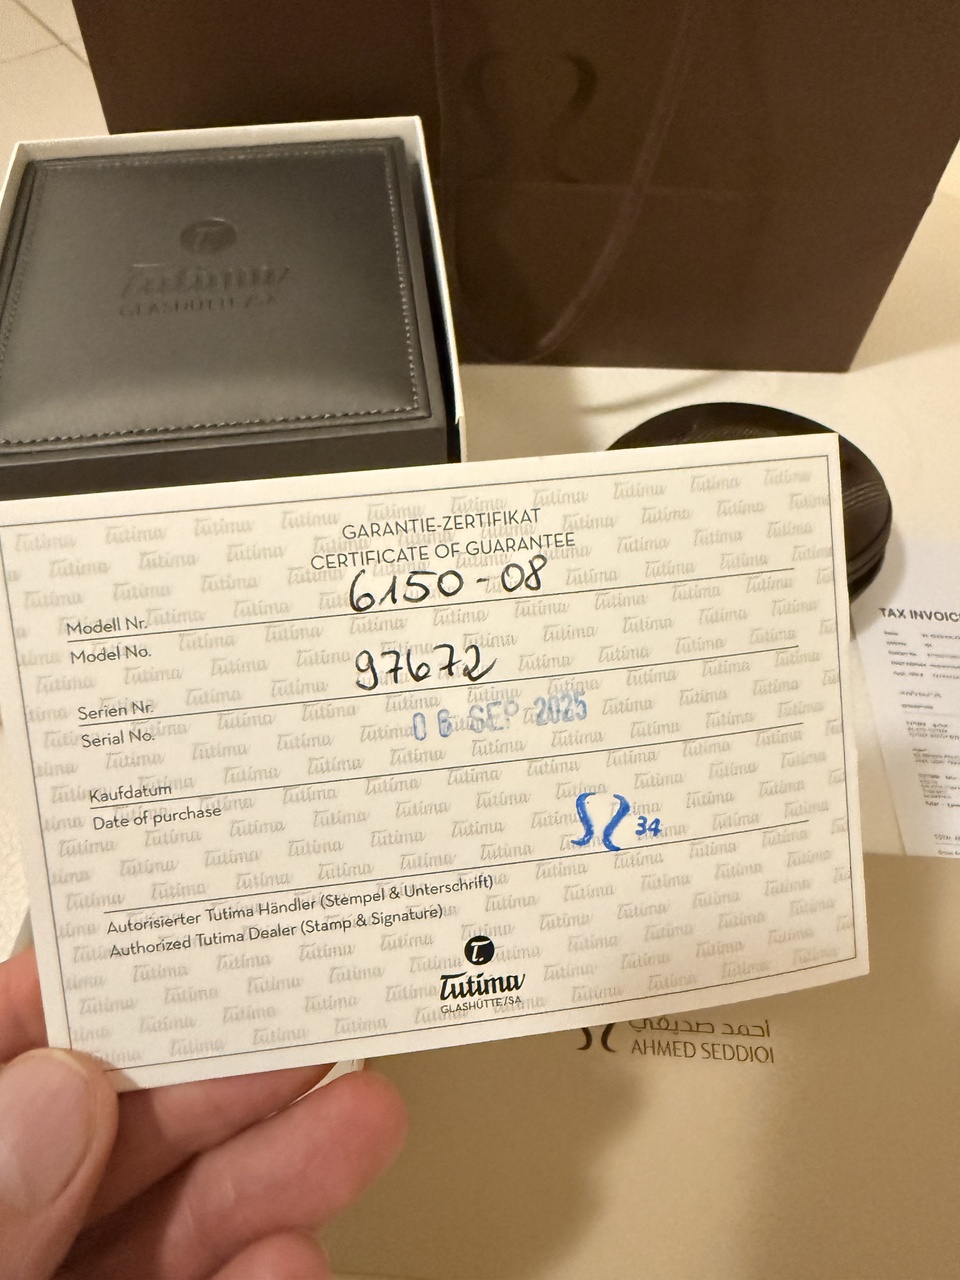 Tutima
GLASHÜTTE/SA
GARANTIE-ZERTIFIKAT
CERTIFICATE OF GUARANTEE
6150-08
Modell Nr.
Model No.
97672
Serien Nr.
Serial No.
06 SEP 2025
Kaufdatum
Date of purchase
34
Autorisierter Tutima Händler (Stempel & Unterschrift)
Authorized Tutima Dealer (Stamp & Signature)
T.
Tutima
GLASHÜTTE/SA
احمد صديقي
AHMED SEDDIQI
TAX INVOICE